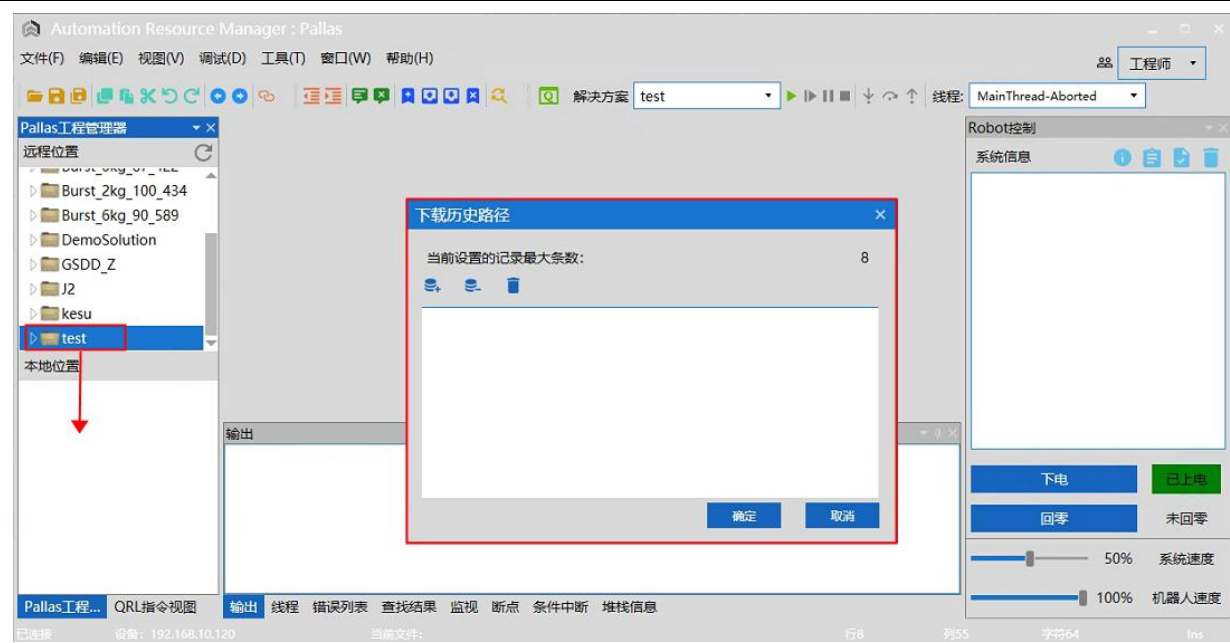 Automation Resource Manager : Pallas
文件(F) 编辑(E) 视图(V) 调试(D) 工具(T) 窗口(W) 帮助(H)
工程师
解决方案 test 线程: MainThread-Aborted
Pallas工程管理器
Robot控制
远程位置
系统信息
Burst_2kg_100_434
Burst_6kg_90_589
下载历史路径
DemoSolution
当前设置的记录最大条数: 8
GSDD_Z
J2
kesu
test
本地位置
输出
下电 已上电
确定 取消
回零 未回零
50% 系统速度
100% 机器人速度
Pallas工程... QRL指令视图 输出 线程 错误列表 查找结果 监视 断点 条件中断 堆栈信息
已连接 设备: 192.168.10.120 当前文件: 行8 列55 字符64 Ins